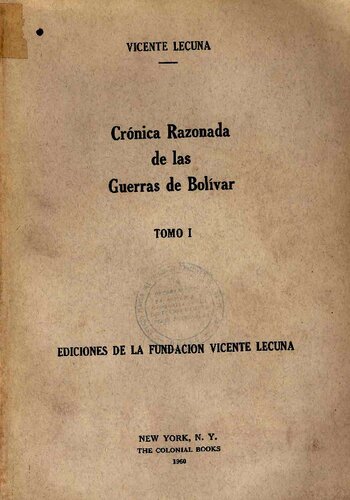 VICENTE LECUNA
Crónica Razonada
de las
Guerras de Bolívar
TOMO I
EDICIONES DE LA FUNDACION VICENTE LECUNA
NEW YORK, N. Y.
THE COLONIAL BOOKS
1960